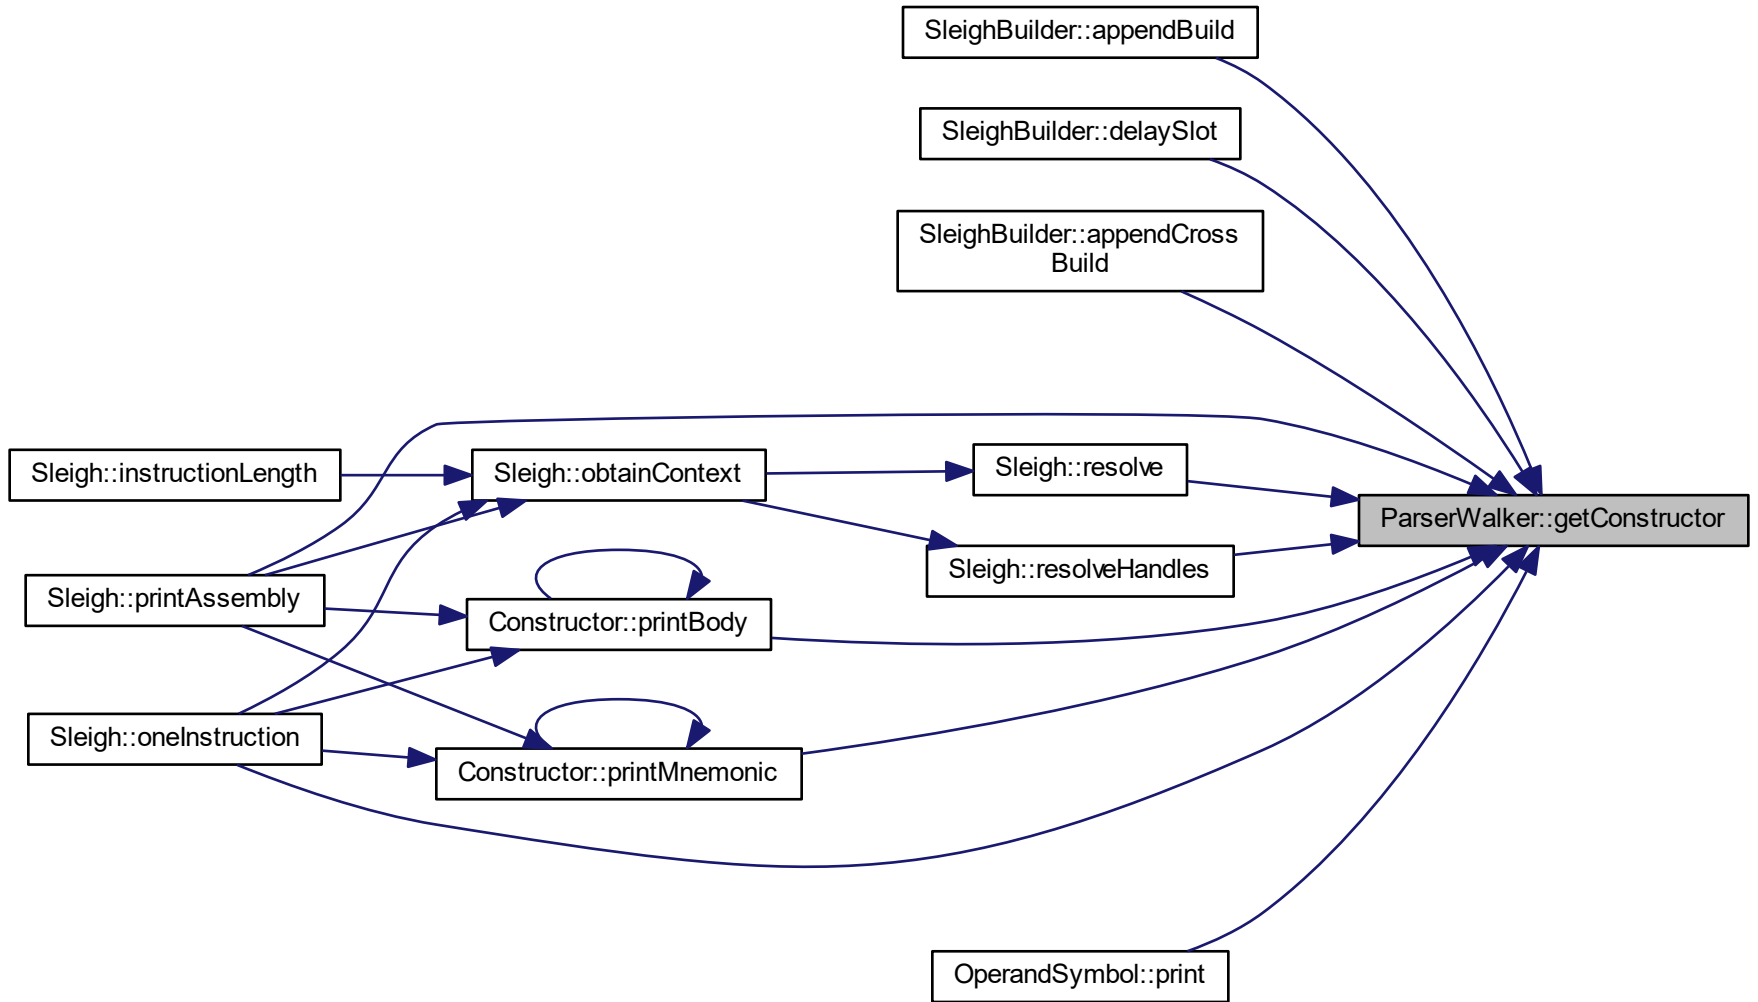 SleighBuilder::appendBuild
SleighBuilder::delaySlot
SleighBuilder::appendCross
Build
Sleigh::instructionLength
Sleigh::obtainContext
Sleigh::resolve
ParserWalker::getConstructor
Sleigh::resolveHandles
Sleigh::printAssembly
Constructor::printBody
Sleigh::oneInstruction
Constructor::printMnemonic
OperandSymbol::print